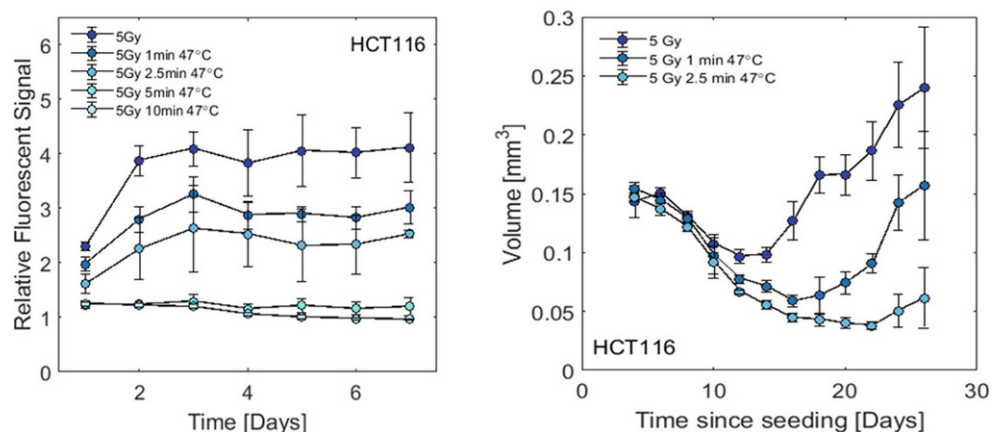 Relative Fluorescent Signal
6
5
4
3
2
1
0
HCT116
5Gy
5Gy 1min 47°C
5Gy 2.5min 47°C
5Gy 5min 47°C
5Gy 10min 47°C
2 4 6
Time [Days]
Volume [mm³]
0.3
0.25
0.2
0.15
0.1
0.05
0
5 Gy
5 Gy 1 min 47°C
5 Gy 2.5 min 47°C
HCT116
0 10 20 30
Time since seeding [Days]